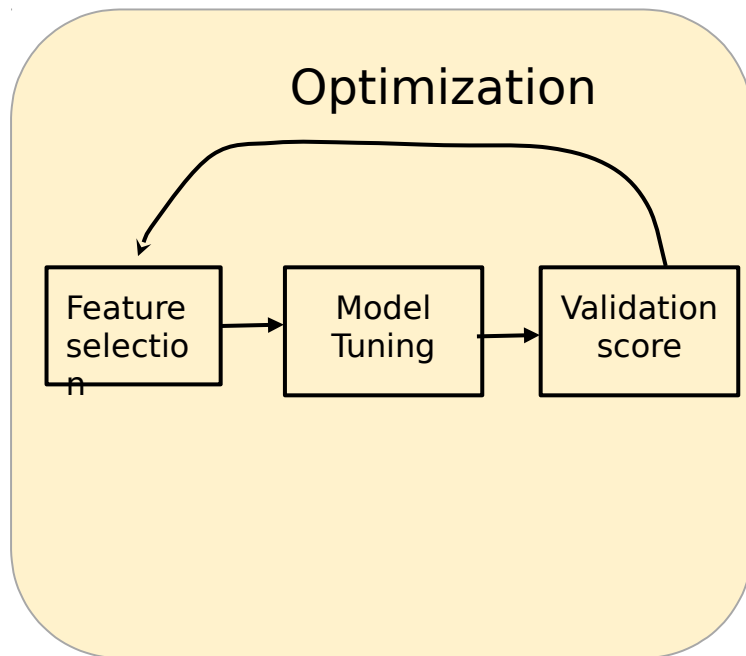 Optimization
Feature
selectio
n
Model
Tuning
Validation
score